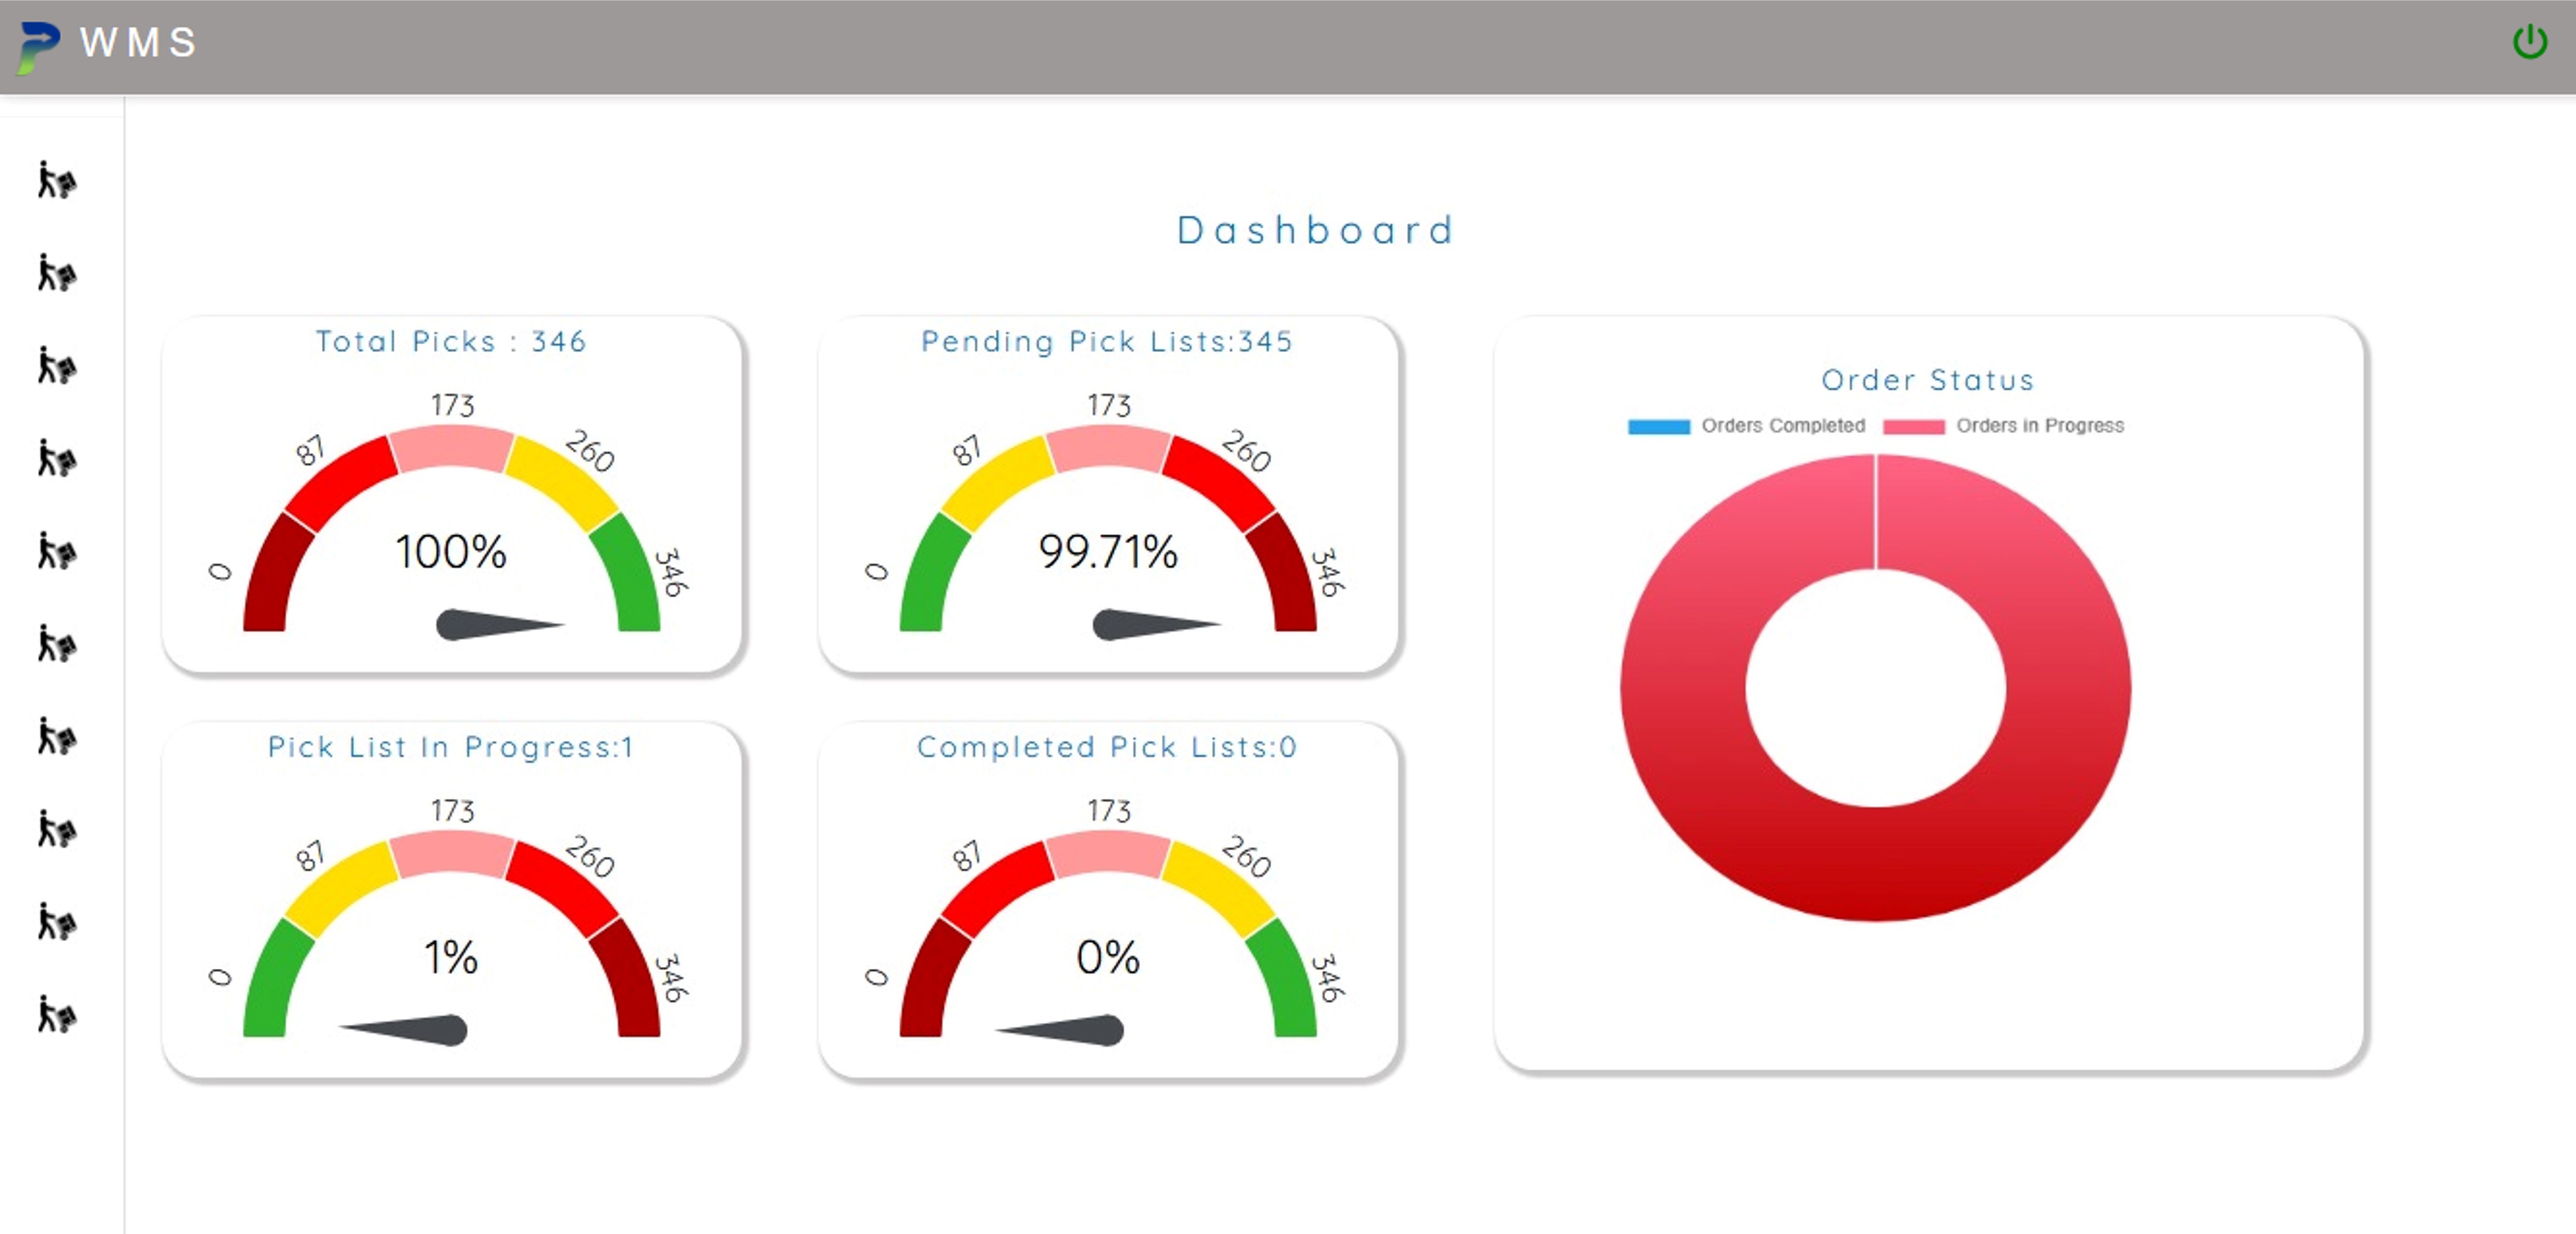 WMS
Dashboard
Total Picks : 346
0
87
173
260
346
100%
Pending Pick Lists:345
0
87
173
260
346
99.71%
Order Status
Orders Completed
Orders in Progress
Pick List In Progress:1
0
87
173
260
346
1%
Completed Pick Lists:0
0
87
173
260
346
0%